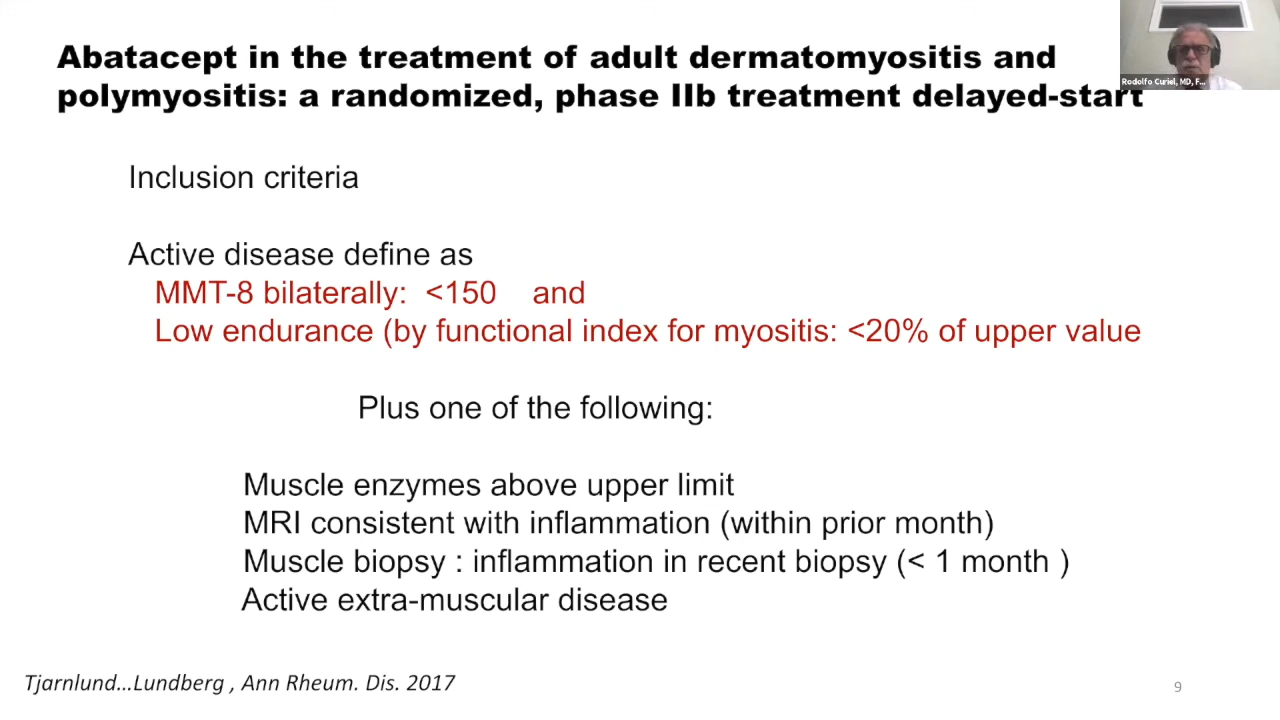 Abatacept in the treatment of adult dermatomyositis and
polymyositis: a randomized, phase IIb treatment delayed-start
Rodolfo Curiel, MD, F...
Inclusion criteria
Active disease define as
MMT-8 bilaterally: <150 and
Low endurance (by functional index for myositis: <20% of upper value
Plus one of the following:
Muscle enzymes above upper limit
MRI consistent with inflammation (within prior month)
Muscle biopsy : inflammation in recent biopsy (< 1 month )
Active extra-muscular disease
Tjarnlund…Lundberg , Ann Rheum. Dis. 2017
9